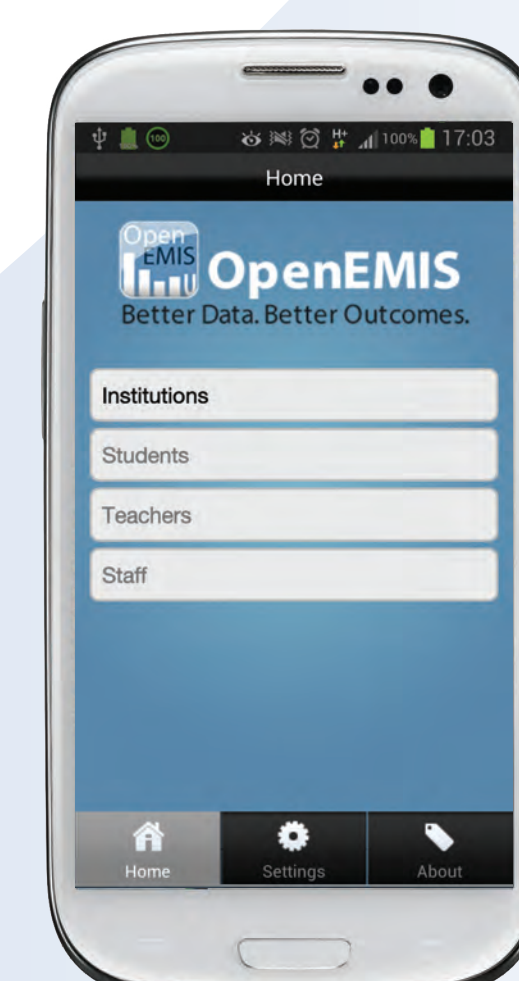 100
H+
100%
17:03
Home
Open
EMIS
OpenEMIS
Better Data. Better Outcomes.
Institutions
Students
Teachers
Staff
Home
Settings
About